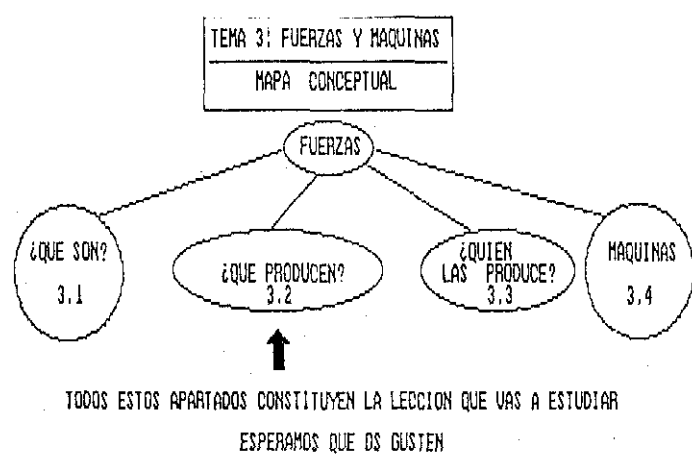 TEMA 3: FUERZAS Y MAQUINAS
MAPA CONCEPTUAL
FUERZAS
¿QUE SON?
3.1
¿QUE PRODUCEN?
3.2
¿QUIEN
LAS PRODUCE?
3.3
MAQUINAS
3.4
TODOS ESTOS APARTADOS CONSTITUYEN LA LECCION QUE VAS A ESTUDIAR
ESPERAMOS QUE OS GUSTEN